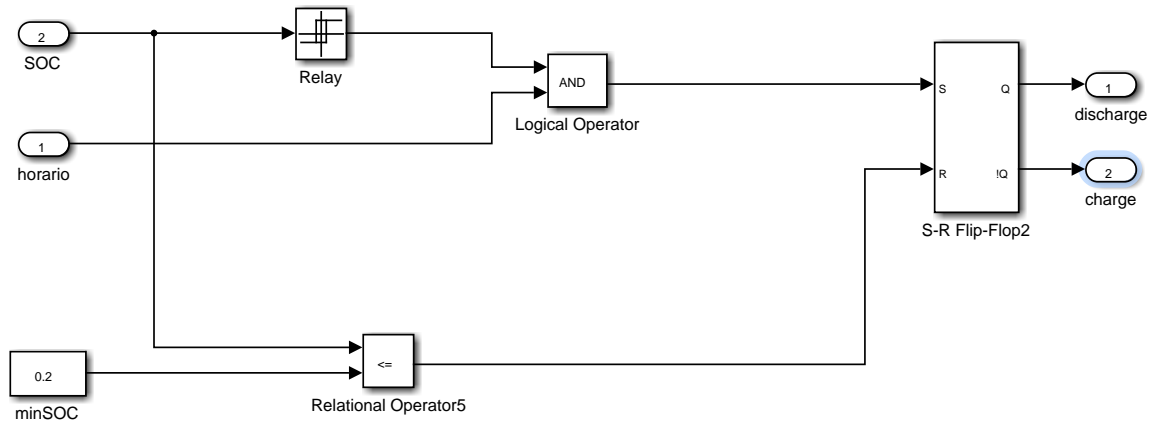 2
SOC
Relay
1
horario
AND
Logical Operator
S
Q
R
!Q
S-R Flip-Flop2
1
discharge
2
charge
0.2
minSOC
<=
Relational Operator5